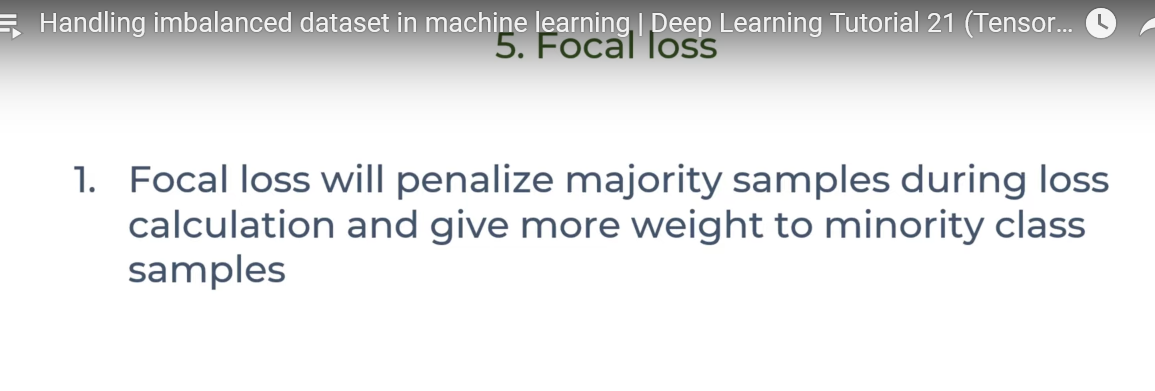 Handling imbalanced dataset in machine learning | Deep Learning Tutorial 21 (Tensor...
5. Focal loss
1. Focal loss will penalize majority samples during loss
calculation and give more weight to minority class
samples